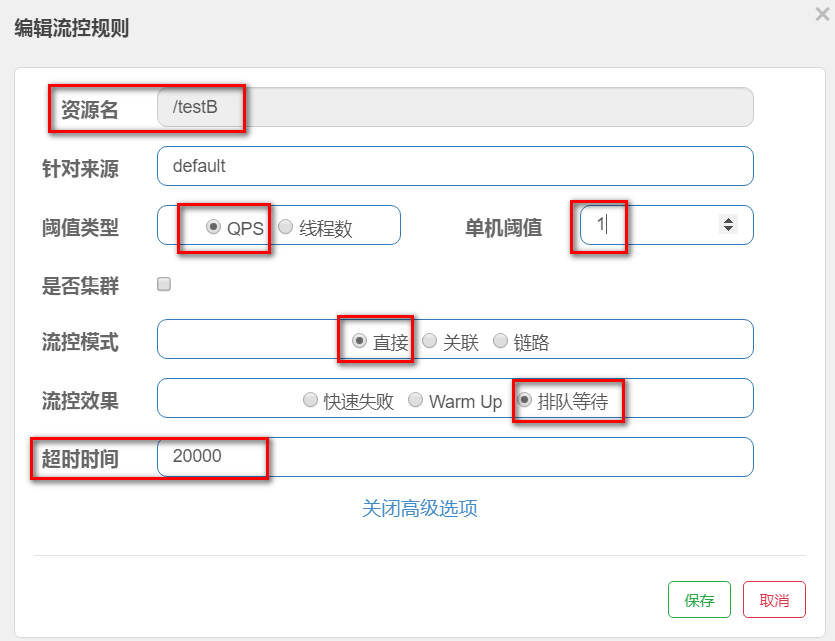 编辑流控规则
资源名 /testB
针对来源 default
阈值类型 QPS 线程数 单机阈值 1
是否集群
流控模式 直接 关联 链路
流控效果 快速失败 Warm Up 排队等待
超时时间 20000
关闭高级选项
保存 取消